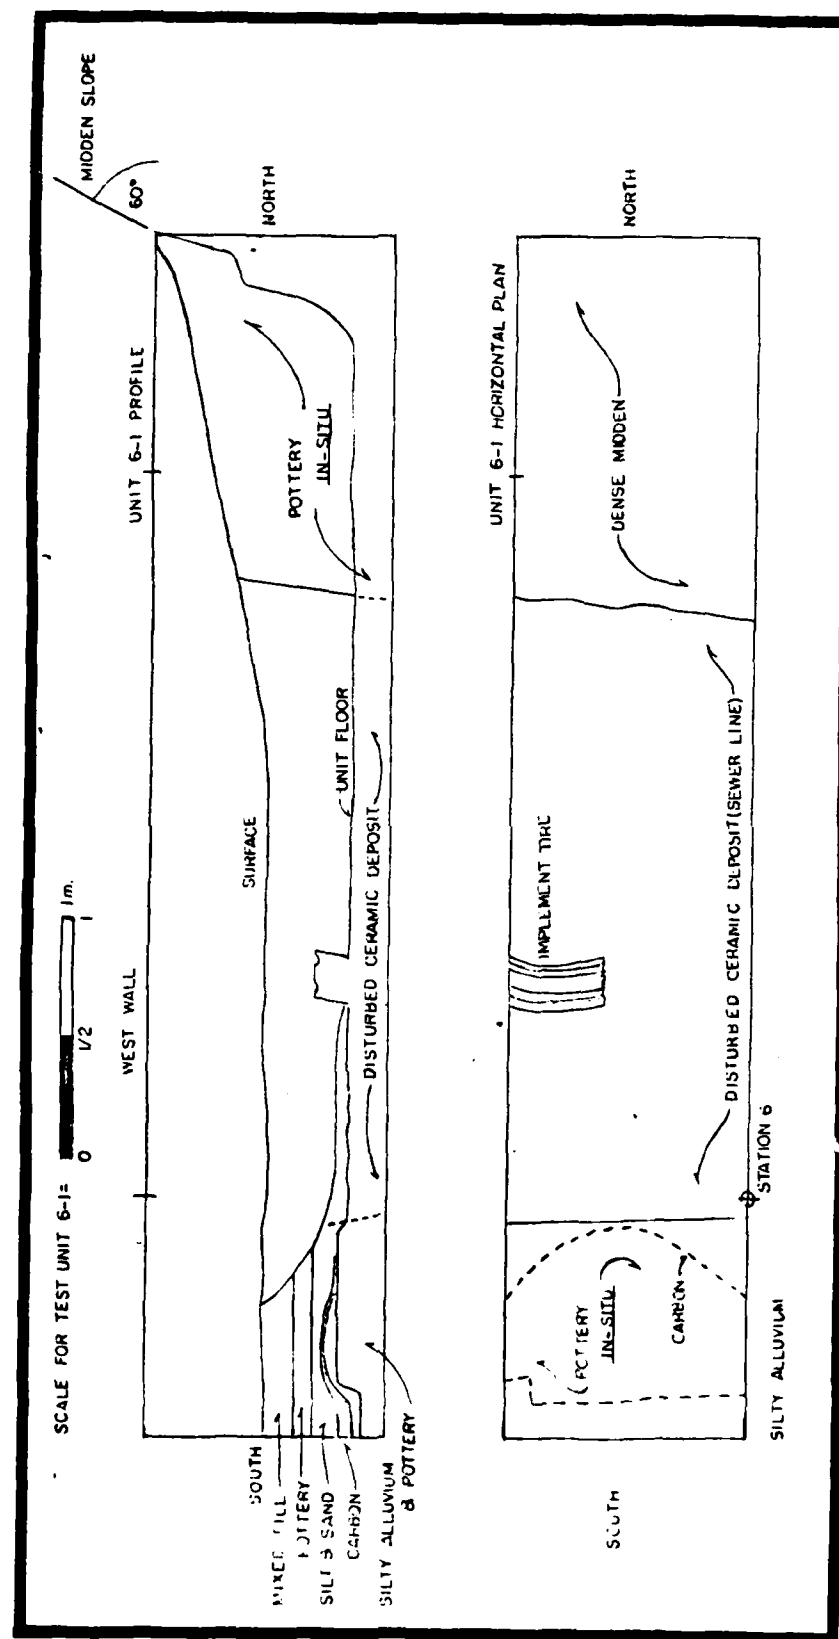 SCALE FOR TEST UNIT 6-1=
0 1/2 1
1m.
MIDDEN SLOPE
60°
WEST WALL
UNIT 6-1 PROFILE
SOUTH
SURFACE
NORTH
MIXED FILL
POTTERY
SILT & SAND
CARBON
SILTY ALLUVIUM
& POTTERY
POTTERY
IN-SITU
UNIT FLOOR
DISTURBED CERAMIC DEPOSIT
UNIT 6-1 HORIZONTAL PLAN
SOUTH
NORTH
POTTERY
IN-SITU
CARBON
IMPLEMENT TIRE
DENSE MIDDEN
DISTURBED CERAMIC DEPOSIT (SEWER LINE)
STATION 6
SILTY ALLUVIUM